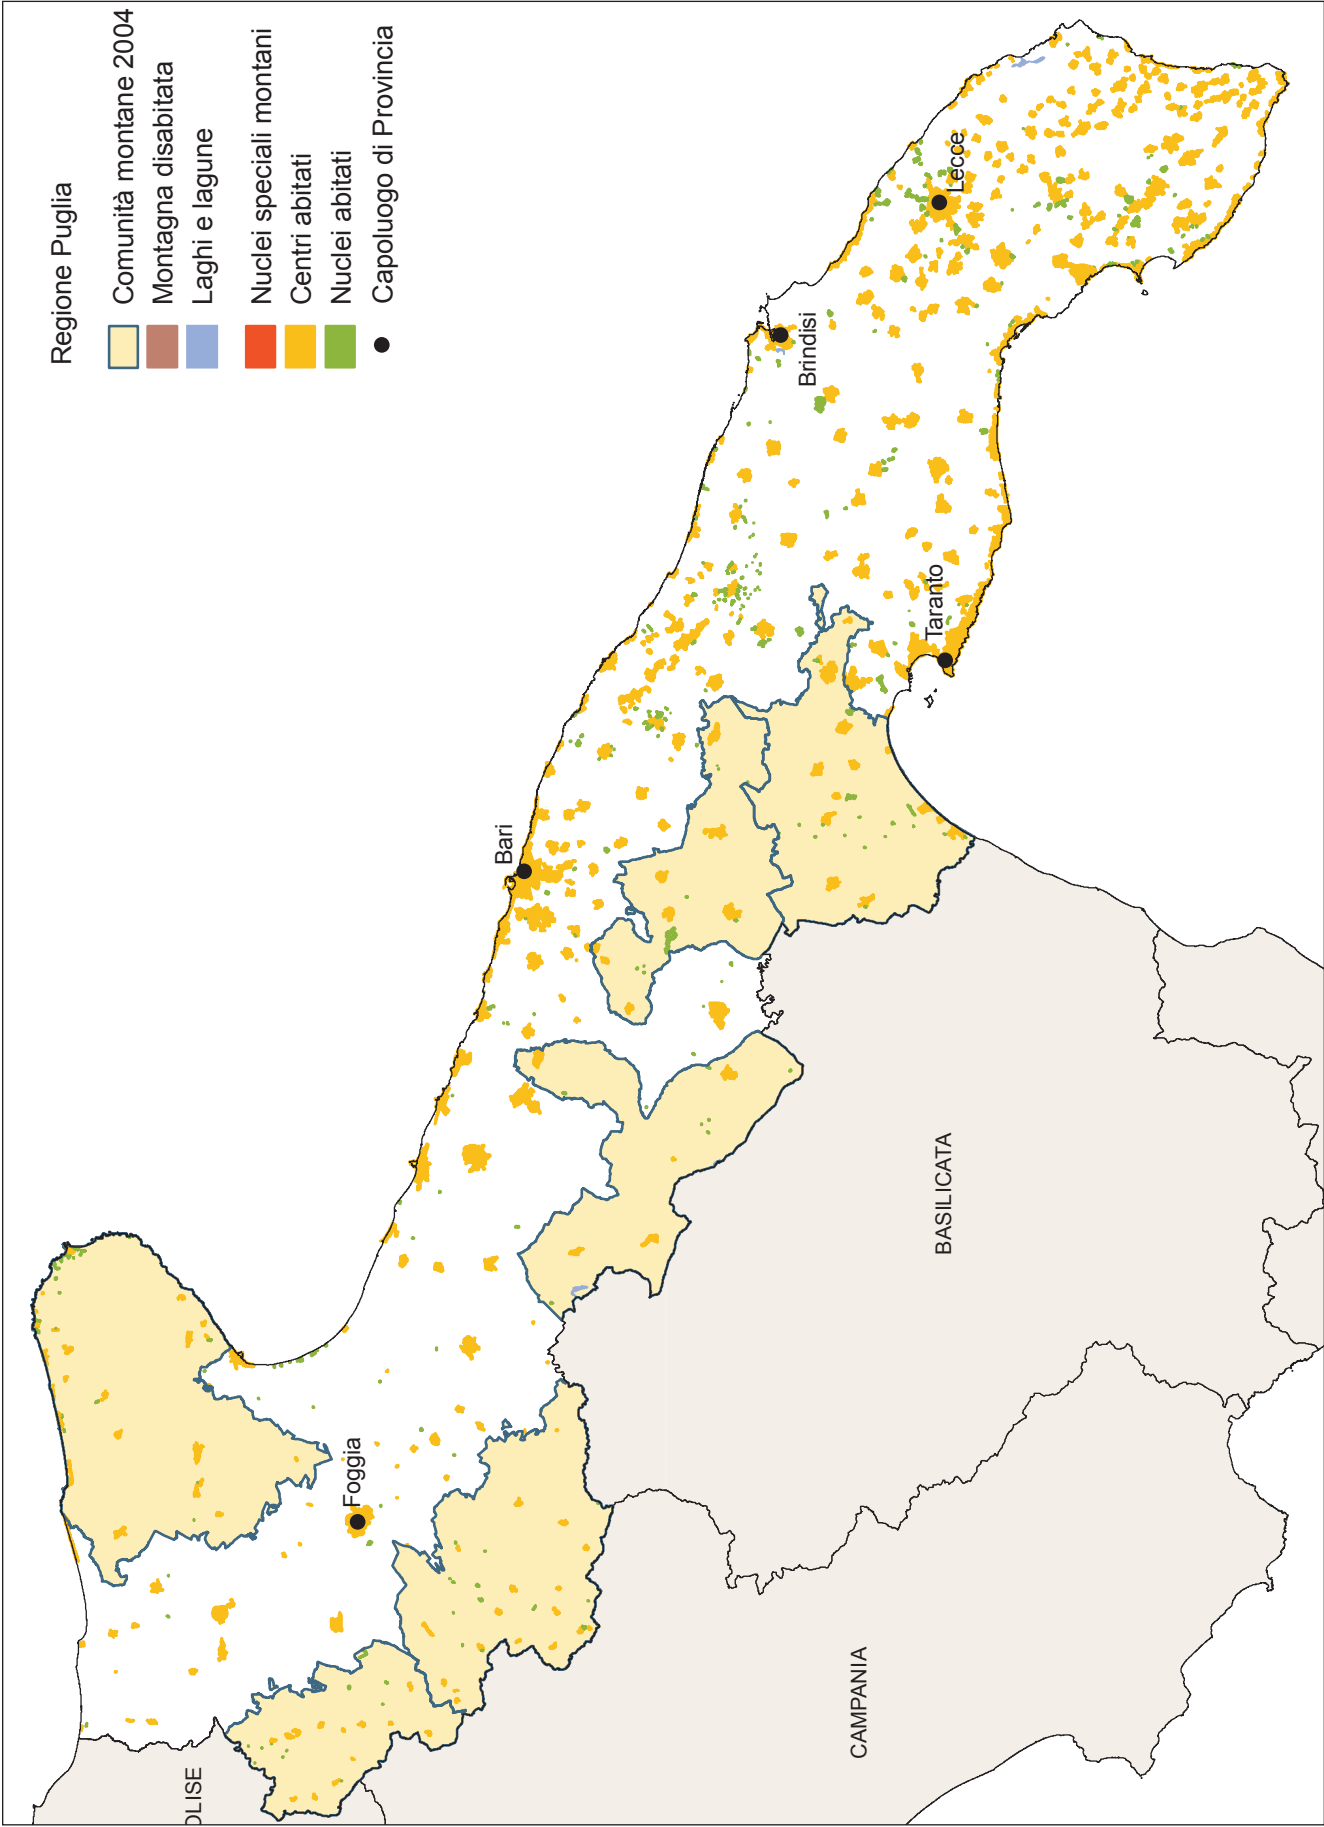 Regione Puglia
Comunità montane 2004
Montagna disabitata
Laghi e lagune
Nuclei speciali montani
Centri abitati
Nuclei abitati
Capoluogo di Provincia
Foggia
Bari
Brindisi
Lecce
Taranto
OLISE
CAMPANIA
BASILICATA